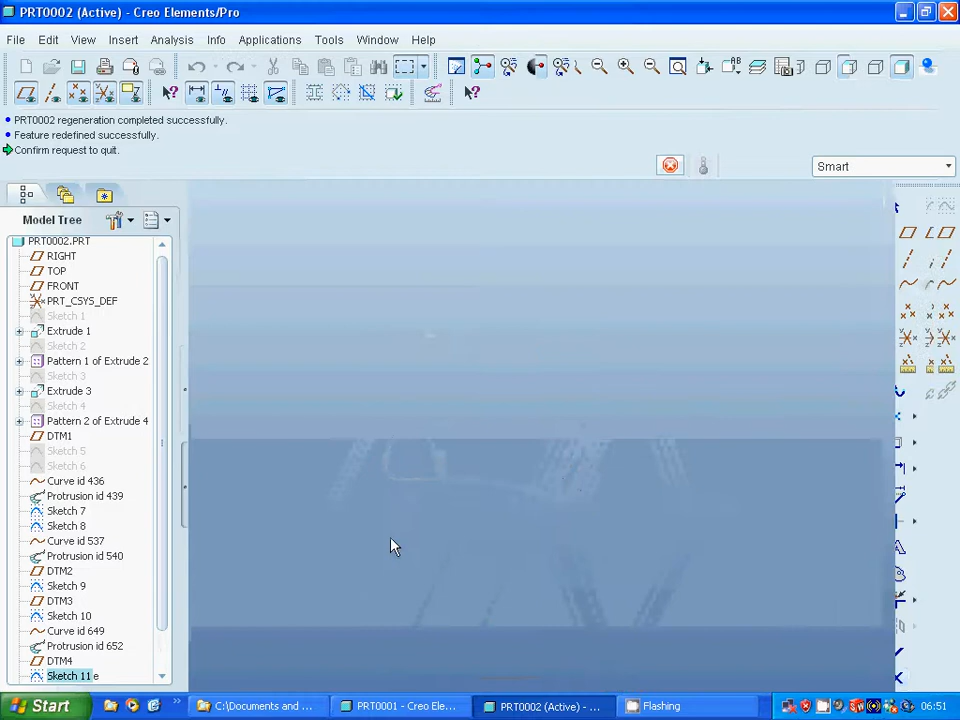 PRT0002 (Active) - Creo Elements/Pro
File Edit View Insert Analysis Info Applications Tools Window Help
PRT0002 regeneration completed successfully.
Feature redefined successfully.
Confirm request to quit.
Smart
Model Tree
PRT0002.PRT
RIGHT
TOP
FRONT
PRT_CSYS_DEF
Sketch 1
Extrude 1
Sketch 2
Pattern 1 of Extrude 2
Sketch 3
Extrude 3
Sketch 4
Pattern 2 of Extrude 4
DTM1
Sketch 5
Sketch 6
Curve id 436
Protrusion id 439
Sketch 7
Sketch 8
Curve id 537
Protrusion id 540
DTM2
Sketch 9
DTM3
Sketch 10
Curve id 649
Protrusion id 652
DTM4
Sketch 11 e
Start C:\Documents and ... PRT0001 - Creo Ele... PRT0002 (Active) - ... Flashing 06:51